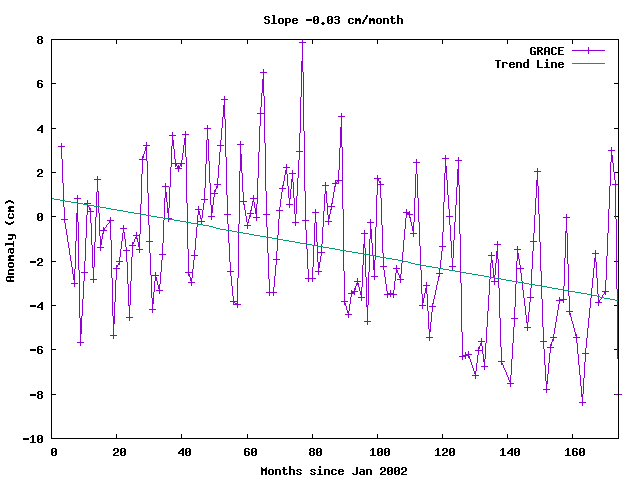 Slope -0.03 cm/month
GRACE
Trend Line
8
6
4
2
0
-2
-4
-6
-8
-10
Anomaly (cm)
0 20 40 60 80 100 120 140 160
Months since Jan 2002